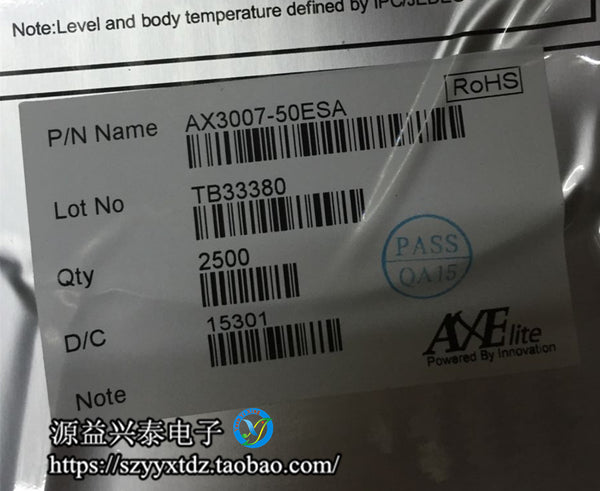 Note:Level and body temperature defined by IPC/JEDEC
RoHS
P/N Name AX3007-50ESA
Lot No TB33380
Qty 2500
D/C 15301
Note
PASS
QA15
AXElite
Powered By Innovation
源益兴泰电子
https://szyyxtdz.taobao.com/